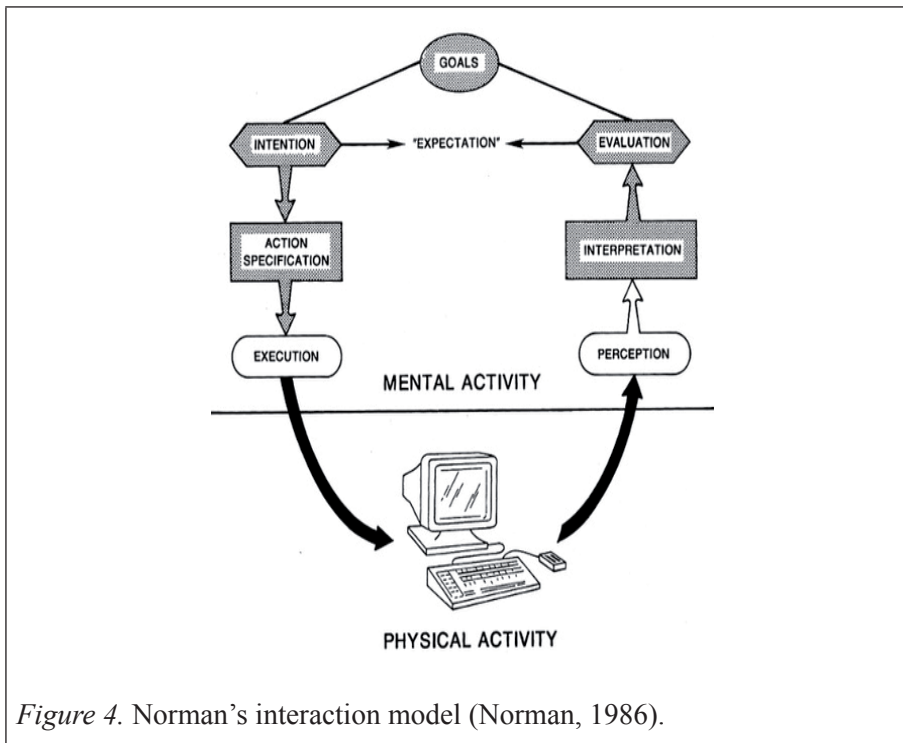 GOALS
INTENTION
"EXPECTATION"
EVALUATION
ACTION
SPECIFICATION
INTERPRETATION
EXECUTION
PERCEPTION
MENTAL ACTIVITY
PHYSICAL ACTIVITY
Figure 4. Norman’s interaction model (Norman, 1986).